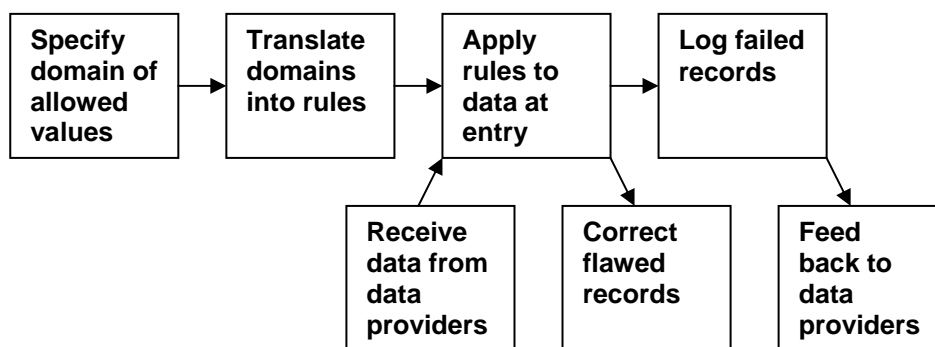 Specify
domain of
allowed
values
Translate
domains
into rules
Apply
rules to
data at
entry
Log failed
records
Receive
data from
data
providers
Correct
flawed
records
Feed
back to
data
providers